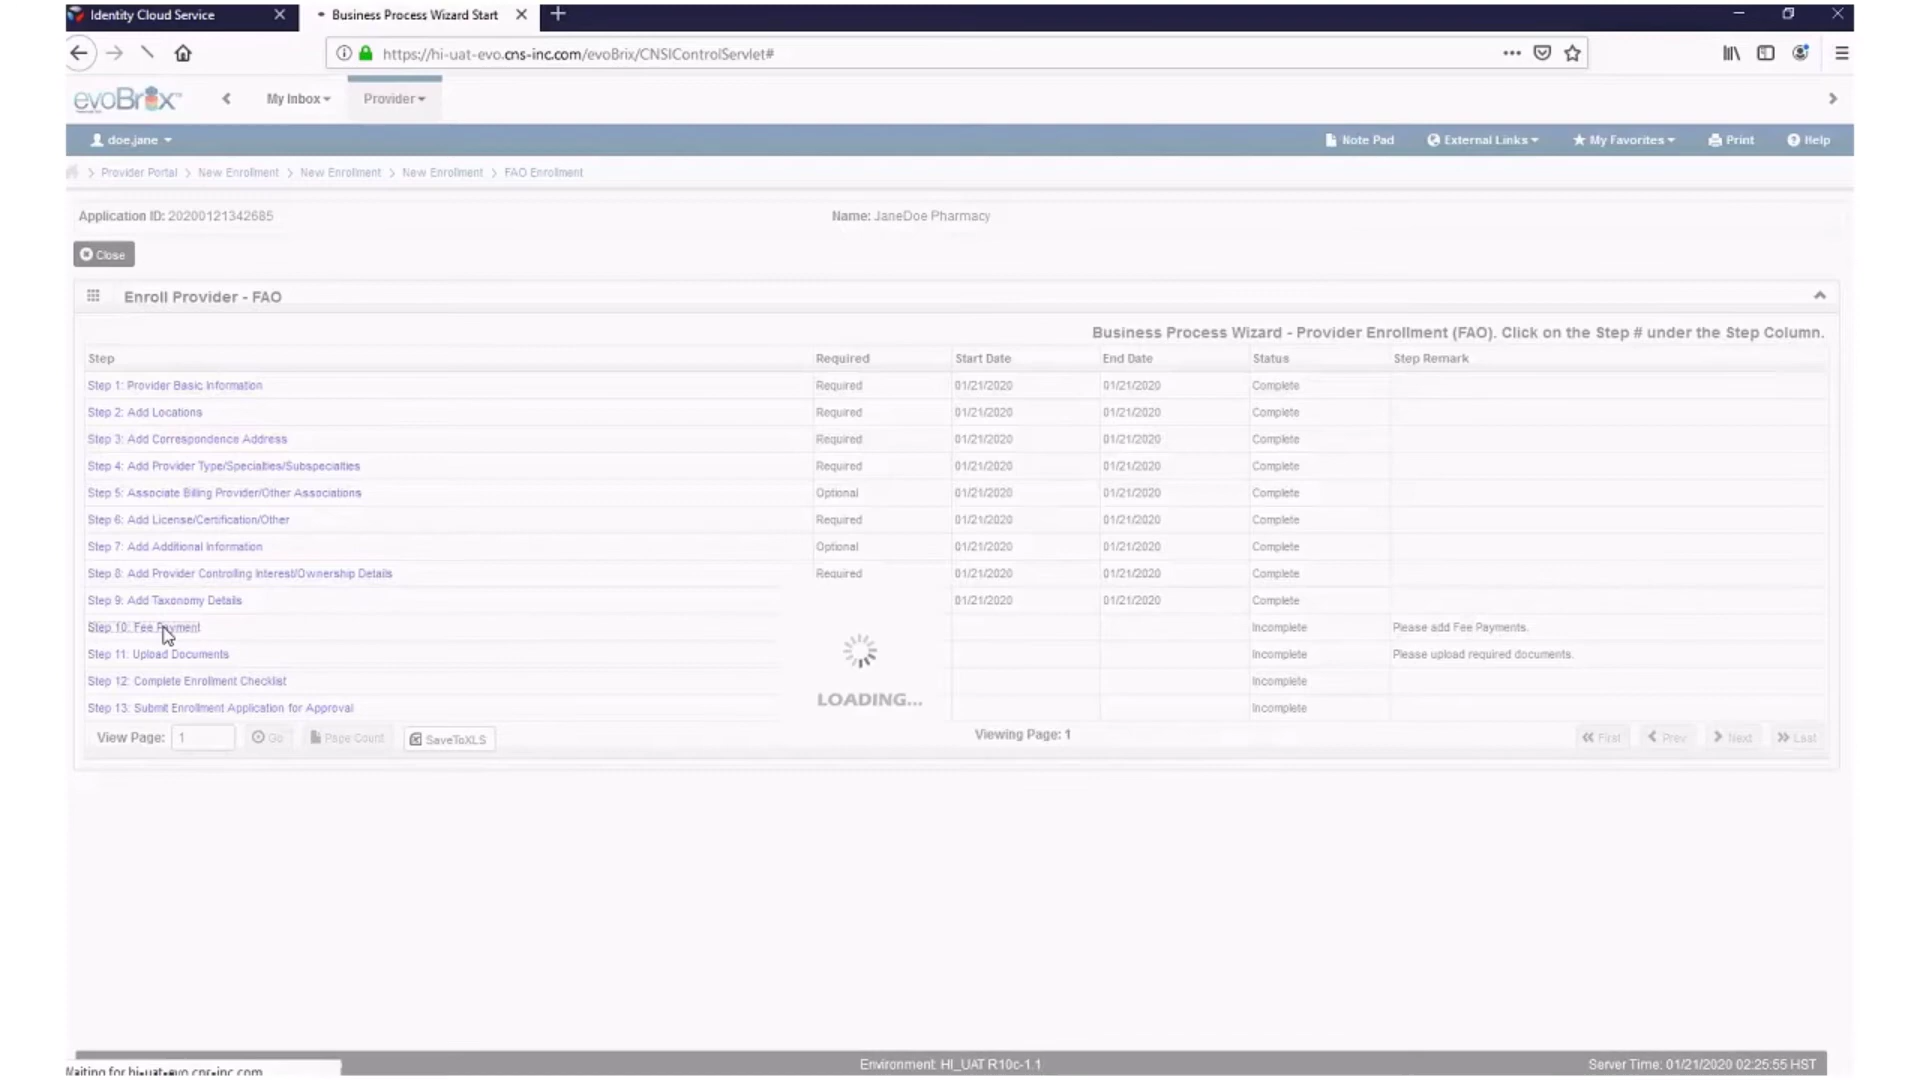 Identity Cloud Service
Business Process Wizard Start
https://hi-uat-evo.cns-inc.com/evoBrix/CNSIControlServlet#
evoBrix™ My Inbox Provider
doe.jane Note Pad External Links My Favorites Print Help
Provider Portal > New Enrollment > New Enrollment > New Enrollment > FAO Enrollment
Application ID: 20200121342685 Name: JaneDoe Pharmacy
Close
Enroll Provider - FAO
Business Process Wizard - Provider Enrollment (FAO). Click on the Step # under the Step Column.
Step Required Start Date End Date Status Step Remark
Step 1: Provider Basic Information Required 01/21/2020 01/21/2020 Complete
Step 2: Add Locations Required 01/21/2020 01/21/2020 Complete
Step 3: Add Correspondence Address Required 01/21/2020 01/21/2020 Complete
Step 4: Add Provider Type/Specialties/Subspecialties Required 01/21/2020 01/21/2020 Complete
Step 5: Associate Billing Provider/Other Associations Optional 01/21/2020 01/21/2020 Complete
Step 6: Add License/Certification/Other Required 01/21/2020 01/21/2020 Complete
Step 7: Add Additional Information Optional 01/21/2020 01/21/2020 Complete
Step 8: Add Provider Controlling Interest/Ownership Details Required 01/21/2020 01/21/2020 Complete
Step 9: Add Taxonomy Details 01/21/2020 01/21/2020 Complete
Step 10: Fee Payment Incomplete Please add Fee Payments.
Step 11: Upload Documents Incomplete Please upload required documents.
Step 12: Complete Enrollment Checklist Incomplete
LOADING...
Step 13: Submit Enrollment Application for Approval Incomplete
View Page: 1 Go Page Count SaveToXLS Viewing Page: 1 First Prev Next Last
Environment: HI_UAT R10c-1.1 Server Time: 01/21/2020 02:25:55 HST
Waiting for hi-uat-evo.cns-inc.com